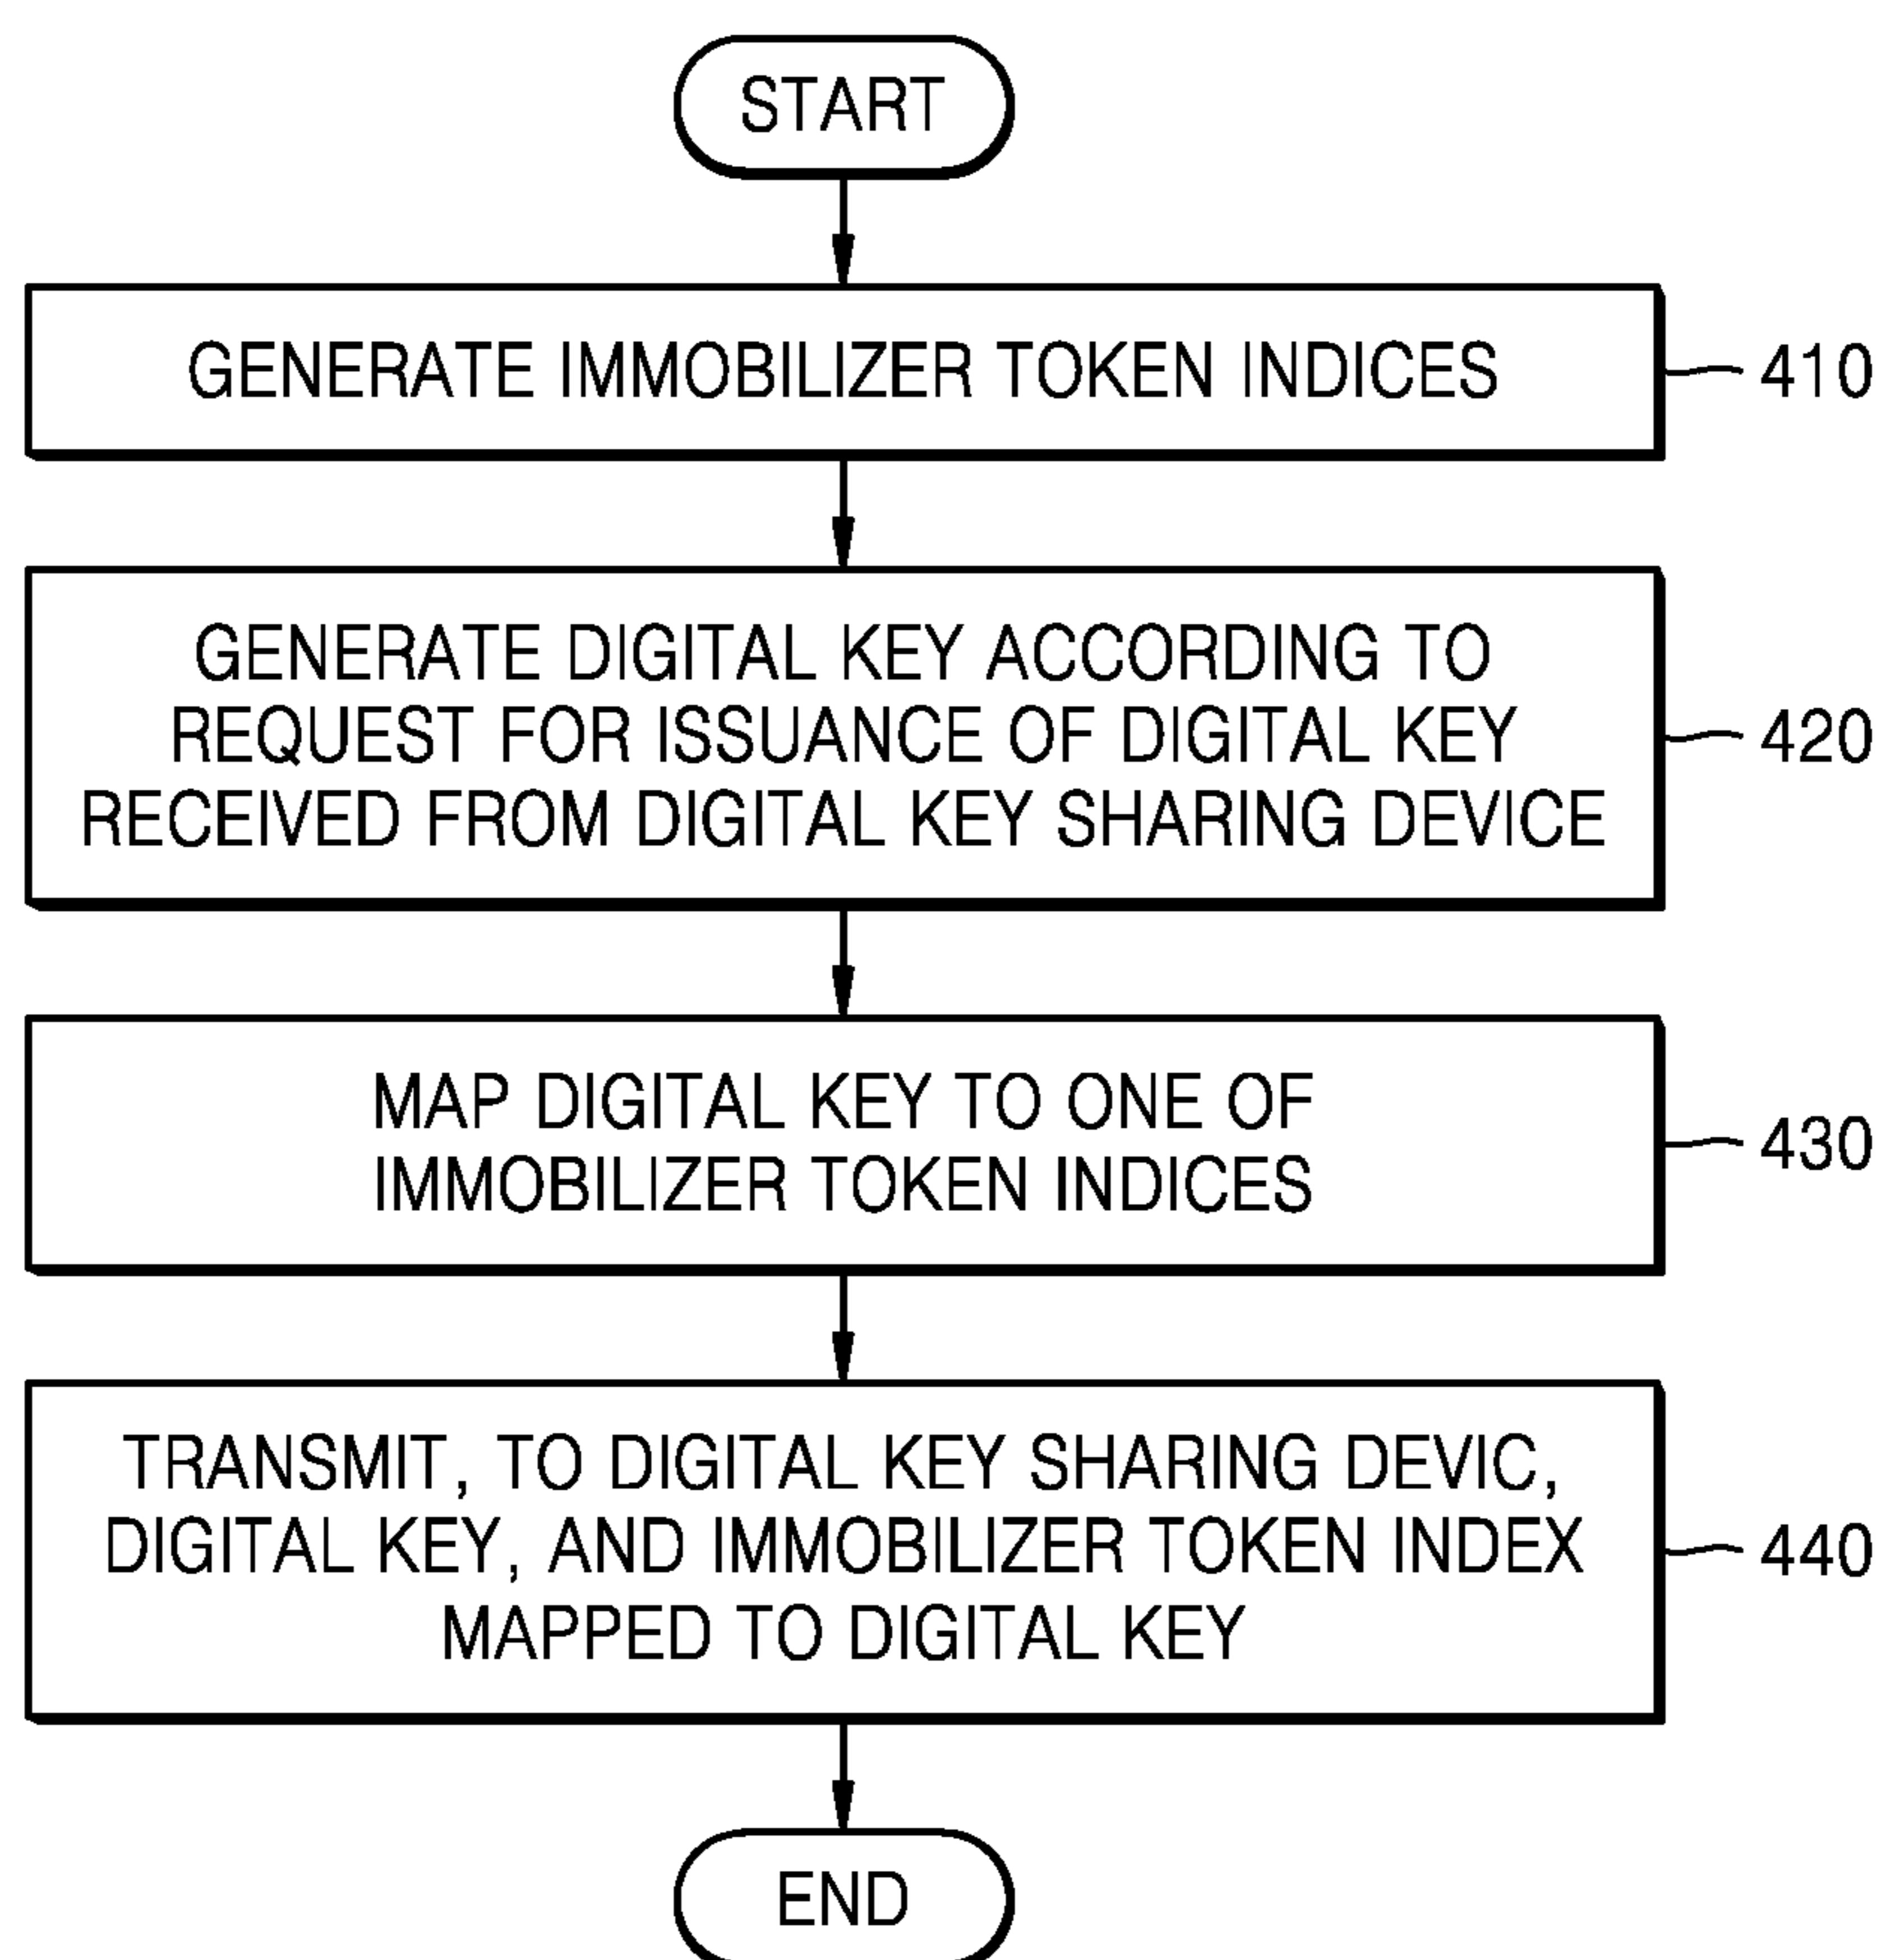 START
GENERATE IMMOBILIZER TOKEN INDICES
410
GENERATE DIGITAL KEY ACCORDING TO
REQUEST FOR ISSUANCE OF DIGITAL KEY
RECEIVED FROM DIGITAL KEY SHARING DEVICE
420
MAP DIGITAL KEY TO ONE OF
IMMOBILIZER TOKEN INDICES
430
TRANSMIT, TO DIGITAL KEY SHARING DEVIC,
DIGITAL KEY, AND IMMOBILIZER TOKEN INDEX
MAPPED TO DIGITAL KEY
440
END